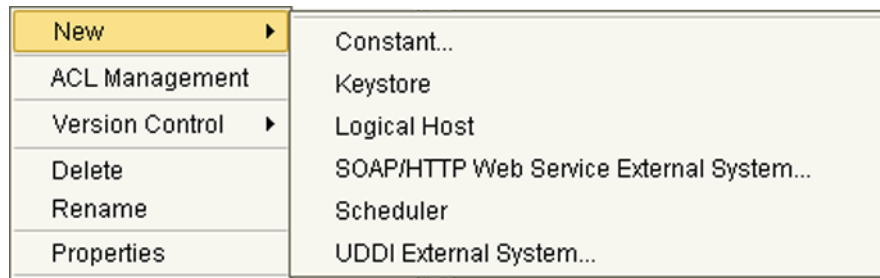 New
ACL Management
Version Control
Delete
Rename
Properties
Constant...
Keystore
Logical Host
SOAP/HTTP Web Service External System...
Scheduler
UDDI External System...